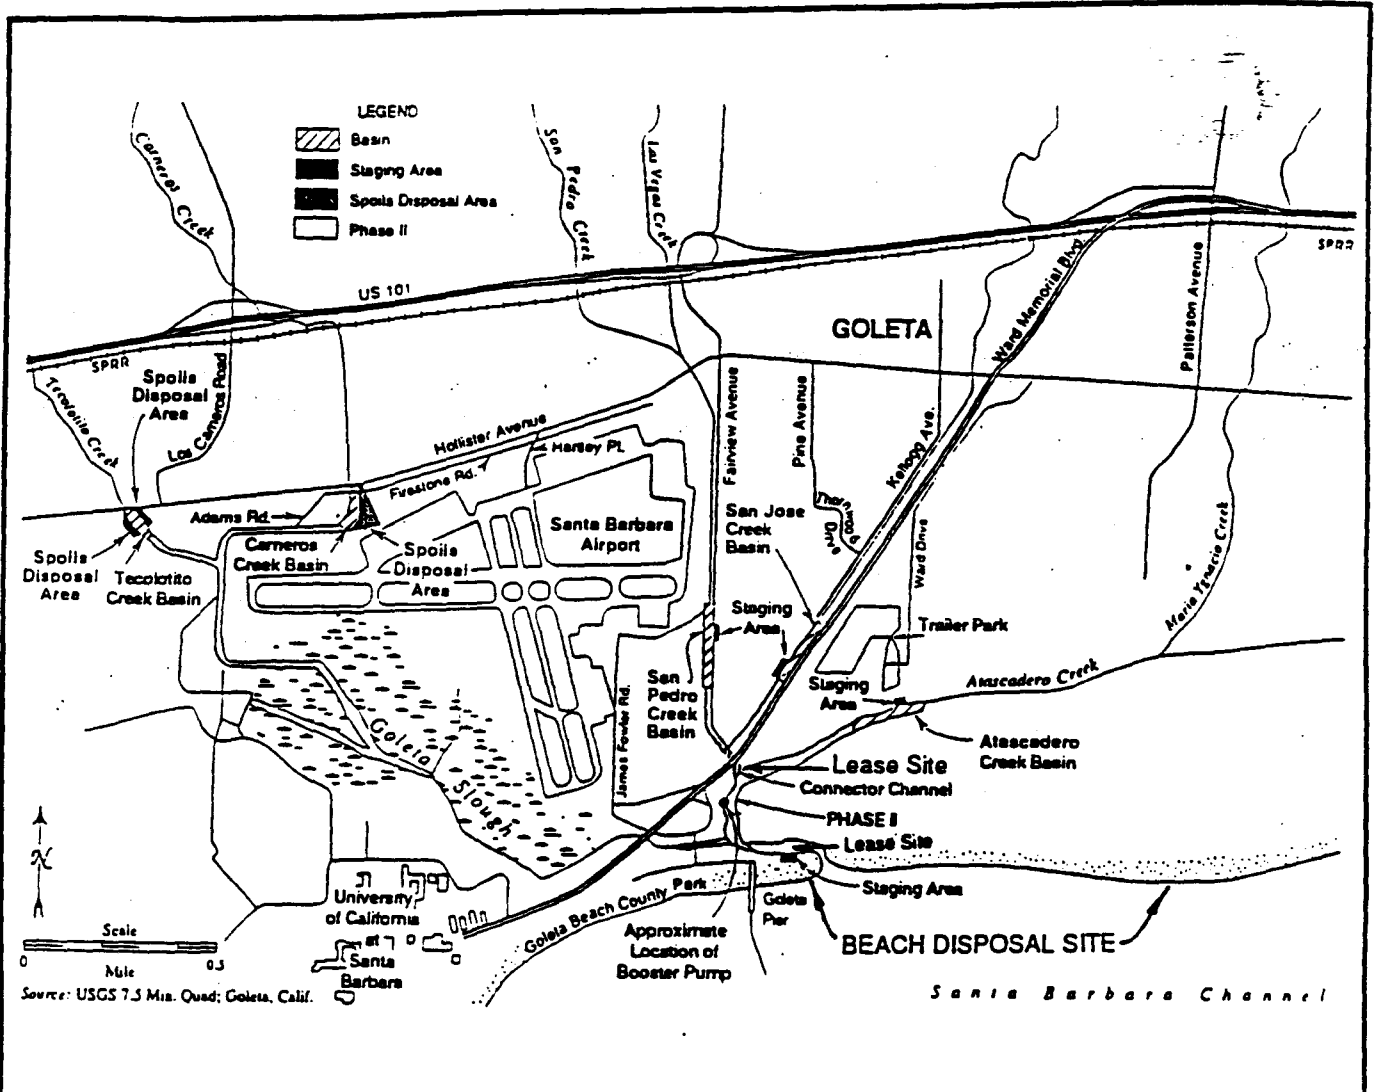 LEGEND
Basin
Staging Area
Spoils Disposal Area
Phase II
Carneros Creek
San Pedro Creek
Las Vegas Creek
US 101
SPRR
SPRR
GOLETA
Ward Memorial Blvd
Patterson Avenue
Tecolotito Creek
Spoils
Disposal
Area
Los Carneros Road
Hollister Avenue
Firestone Rd.
Hartley Pl.
Fairview Avenue
Pine Avenue
Kellogg Ave.
Thornwood Drive
Ward Drive
Maria Ygnacio Creek
Adams Rd.
Carneros
Creek Basin
Spoils
Disposal
Area
Santa Barbara
Airport
San Jose
Creek
Basin
Spoils
Disposal
Area
Tecolotito
Creek Basin
Staging
Area
Trailer Park
Staging
Area
Atascadero Creek
San
Pedro
Creek
Basin
James Fowler Rd.
Goleta Slough
Atascadero
Creek Basin
Lease Site
Connector Channel
PHASE II
Lease Site
Staging Area
N
University
of California
at
Santa
Barbara
Goleta Beach County Park
Goleta
Pier
Approximate
Location of
Booster Pump
BEACH DISPOSAL SITE
Scale
0 0.5
Mile
Source: USGS 7.5 Min. Quad; Goleta, Calif.
Santa Barbara Channel